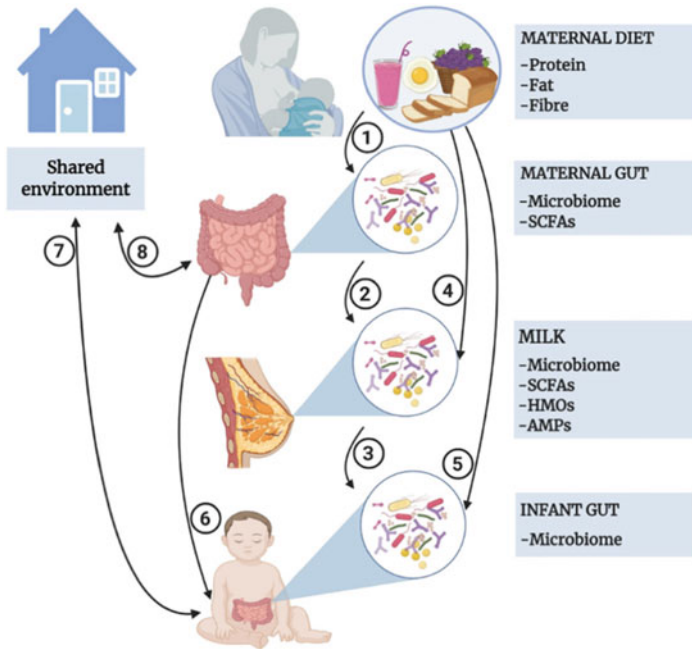 MATERNAL DIET
-Protein
-Fat
-Fibre
Shared
environment
1
MATERNAL GUT
-Microbiome
-SCFAs
7
8
2
4
MILK
-Microbiome
-SCFAs
-HMOs
-AMPs
3
5
6
INFANT GUT
-Microbiome